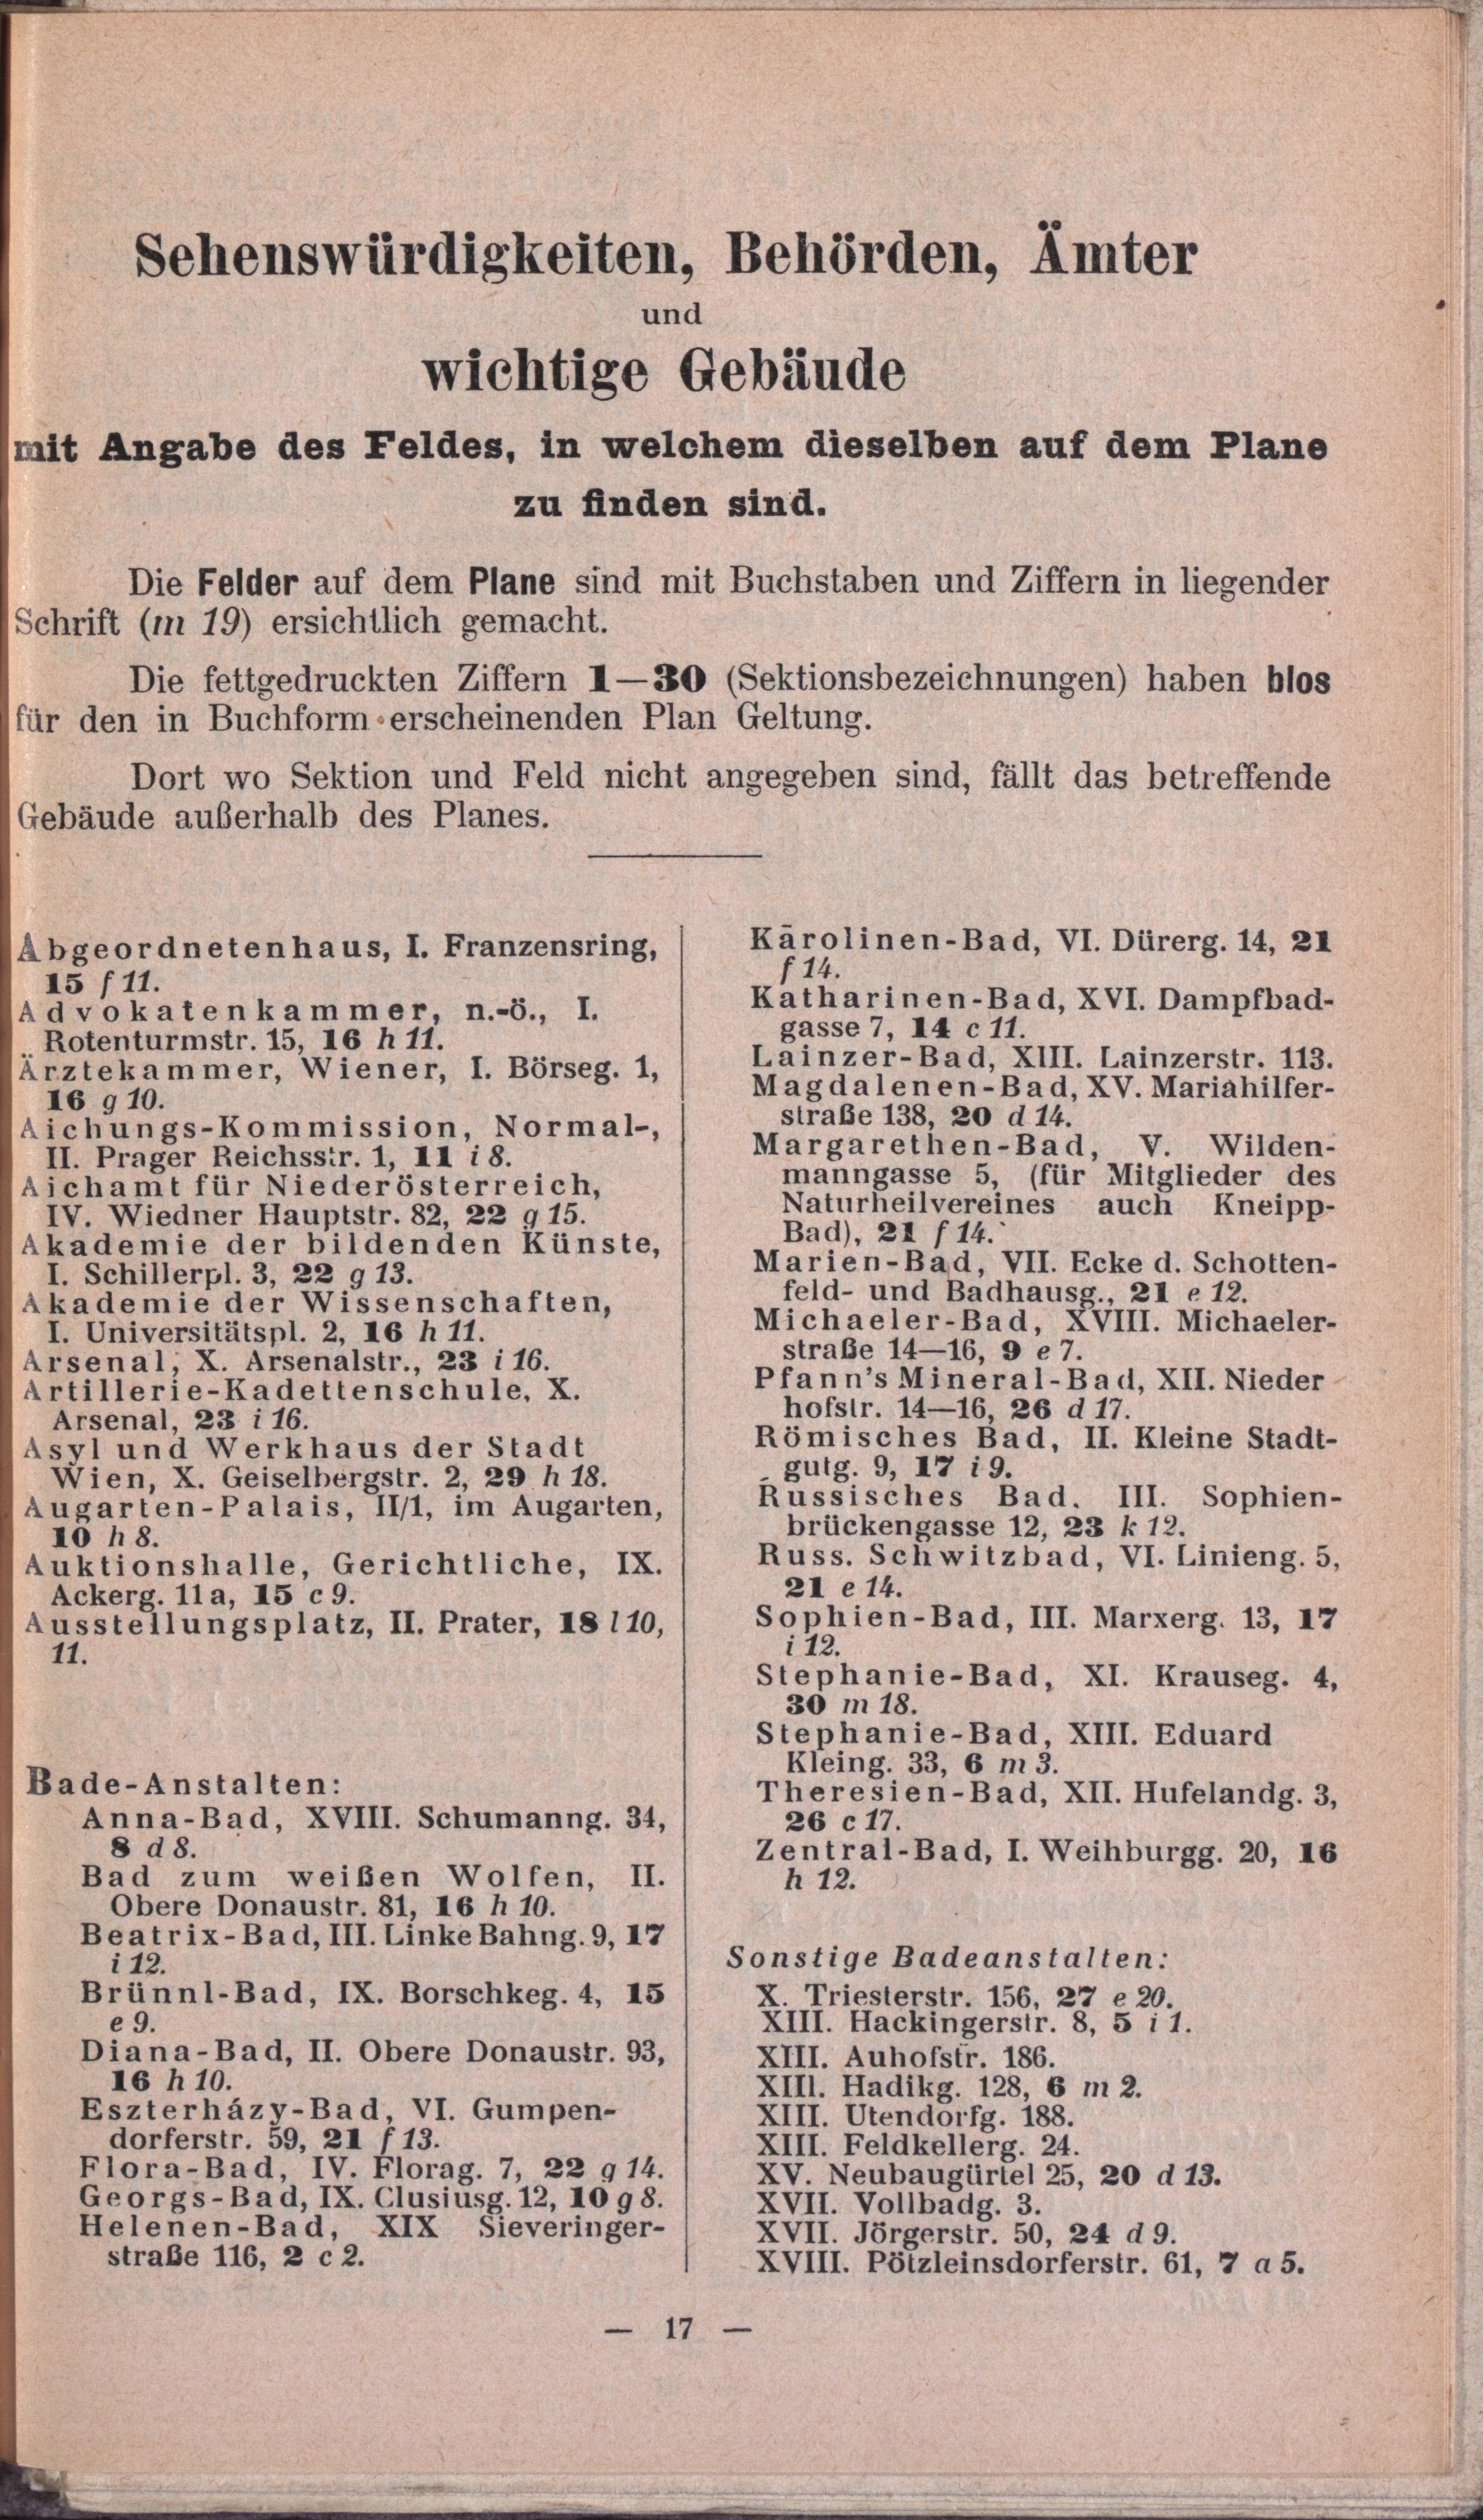 Sehenswürdigkeiten, Behörden, Ämter
und
wichtige Gebäude
mit Angabe des Feldes, in welchem dieselben auf dem Plane
zu finden sind.
Die Felder auf dem Plane sind mit Buchstaben und Ziffern in liegender
Schrift (m 19) ersichtlich gemacht.
Die fettgedruckten Ziffern 1—30 (Sektionsbezeichnungen) haben blos
für den in Buchform erscheinenden Plan Geltung.
Dort wo Sektion und Feld nicht angegeben sind, fällt das betreffende
Gebäude außerhalb des Planes.
Abgeordnetenhaus, I. Franzensring,
15 f 11.
Advokatenkammer, n.-ö., I.
Rotenturmstr. 15, 16 h 11.
Ärztekammer, Wiener, I. Börseg. 1,
16 g 10.
Aichungs-Kommission, Normal-,
II. Prager Reichsstr. 1, 11 i 8.
Aichamt für Niederösterreich,
IV. Wiedner Hauptstr. 82, 22 g 15.
Akademie der bildenden Künste,
I. Schillerpl. 3, 22 g 13.
Akademie der Wissenschaften,
I. Universitätspl. 2, 16 h 11.
Arsenal, X. Arsenalstr., 23 i 16.
Artillerie-Kadettenschule, X.
Arsenal, 23 i 16.
Asyl und Werkhaus der Stadt
Wien, X. Geiselbergstr. 2, 29 h 18.
Augarten-Palais, II/1, im Augarten,
10 h 8.
Auktionshalle, Gerichtliche, IX.
Ackerg. 11a, 15 c 9.
Ausstellungsplatz, II. Prater, 18 l 10,
11.
Bade-Anstalten:
Anna-Bad, XVIII. Schumanng. 34,
8 d 8.
Bad zum weißen Wolfen, II.
Obere Donaustr. 81, 16 h 10.
Beatrix-Bad, III. Linke Bahng. 9, 17
i 12.
Brünnl-Bad, IX. Borschkeg. 4, 15
e 9.
Diana-Bad, II. Obere Donaustr. 93,
16 h 10.
Eszterházy-Bad, VI. Gumpen-
dorferstr. 59, 21 f 13.
Flora-Bad, IV. Florag. 7, 22 g 14.
Georgs-Bad, IX. Clusiusg. 12, 10 g 8.
Helenen-Bad, XIX Sieveringer-
straße 116, 2 c 2.
Karolinen-Bad, VI. Dürerg. 14, 21
f 14.
Katharinen-Bad, XVI. Dampfbad-
gasse 7, 14 c 11.
Lainzer-Bad, XIII. Lainzerstr. 113.
Magdalenen-Bad, XV. Mariahilfer-
straße 138, 20 d 14.
Margarethen-Bad, V. Wilden-
manngasse 5, (für Mitglieder des
Naturheilvereines auch Kneipp-
Bad), 21 f 14.
Marien-Bad, VII. Ecke d. Schotten-
feld- und Badhausg., 21 e 12.
Michaeler-Bad, XVIII. Michaeler-
straße 14—16, 9 e 7.
Pfann's Mineral-Bad, XII. Nieder
hofstr. 14—16, 26 d 17.
Römisches Bad, II. Kleine Stadt-
gutg. 9, 17 i 9.
Russisches Bad. III. Sophien-
brückengasse 12, 23 k 12.
Russ. Schwitzbad, VI. Linieng. 5,
21 e 14.
Sophien-Bad, III. Marxerg. 13, 17
i 12.
Stephanie-Bad, XI. Krauseg. 4,
30 m 18.
Stephanie-Bad, XIII. Eduard
Kleing. 33, 6 m 3.
Theresien-Bad, XII. Hufelandg. 3,
26 c 17.
Zentral-Bad, I. Weihburgg. 20, 16
h 12.
Sonstige Badeanstalten:
X. Triesterstr. 156, 27 e 20.
XIII. Hackingerstr. 8, 5 i 1.
XIII. Auhofstr. 186.
XIII. Hadikg. 128, 6 m 2.
XIII. Utendorfg. 188.
XIII. Feldkellerg. 24.
XV. Neubaugürtel 25, 20 d 13.
XVII. Vollbadg. 3.
XVII. Jörgerstr. 50, 24 d 9.
XVIII. Pötzleinsdorferstr. 61, 7 a 5.
— 17 —